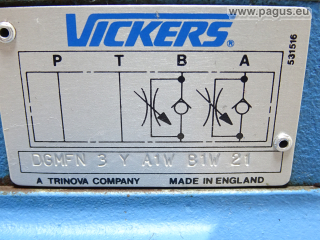 www.pagus.eu
VICKERS®
531516
P T B A
DGMFN 3 Y A1W B1W 21
A TRINOVA COMPANY MADE IN ENGLAND